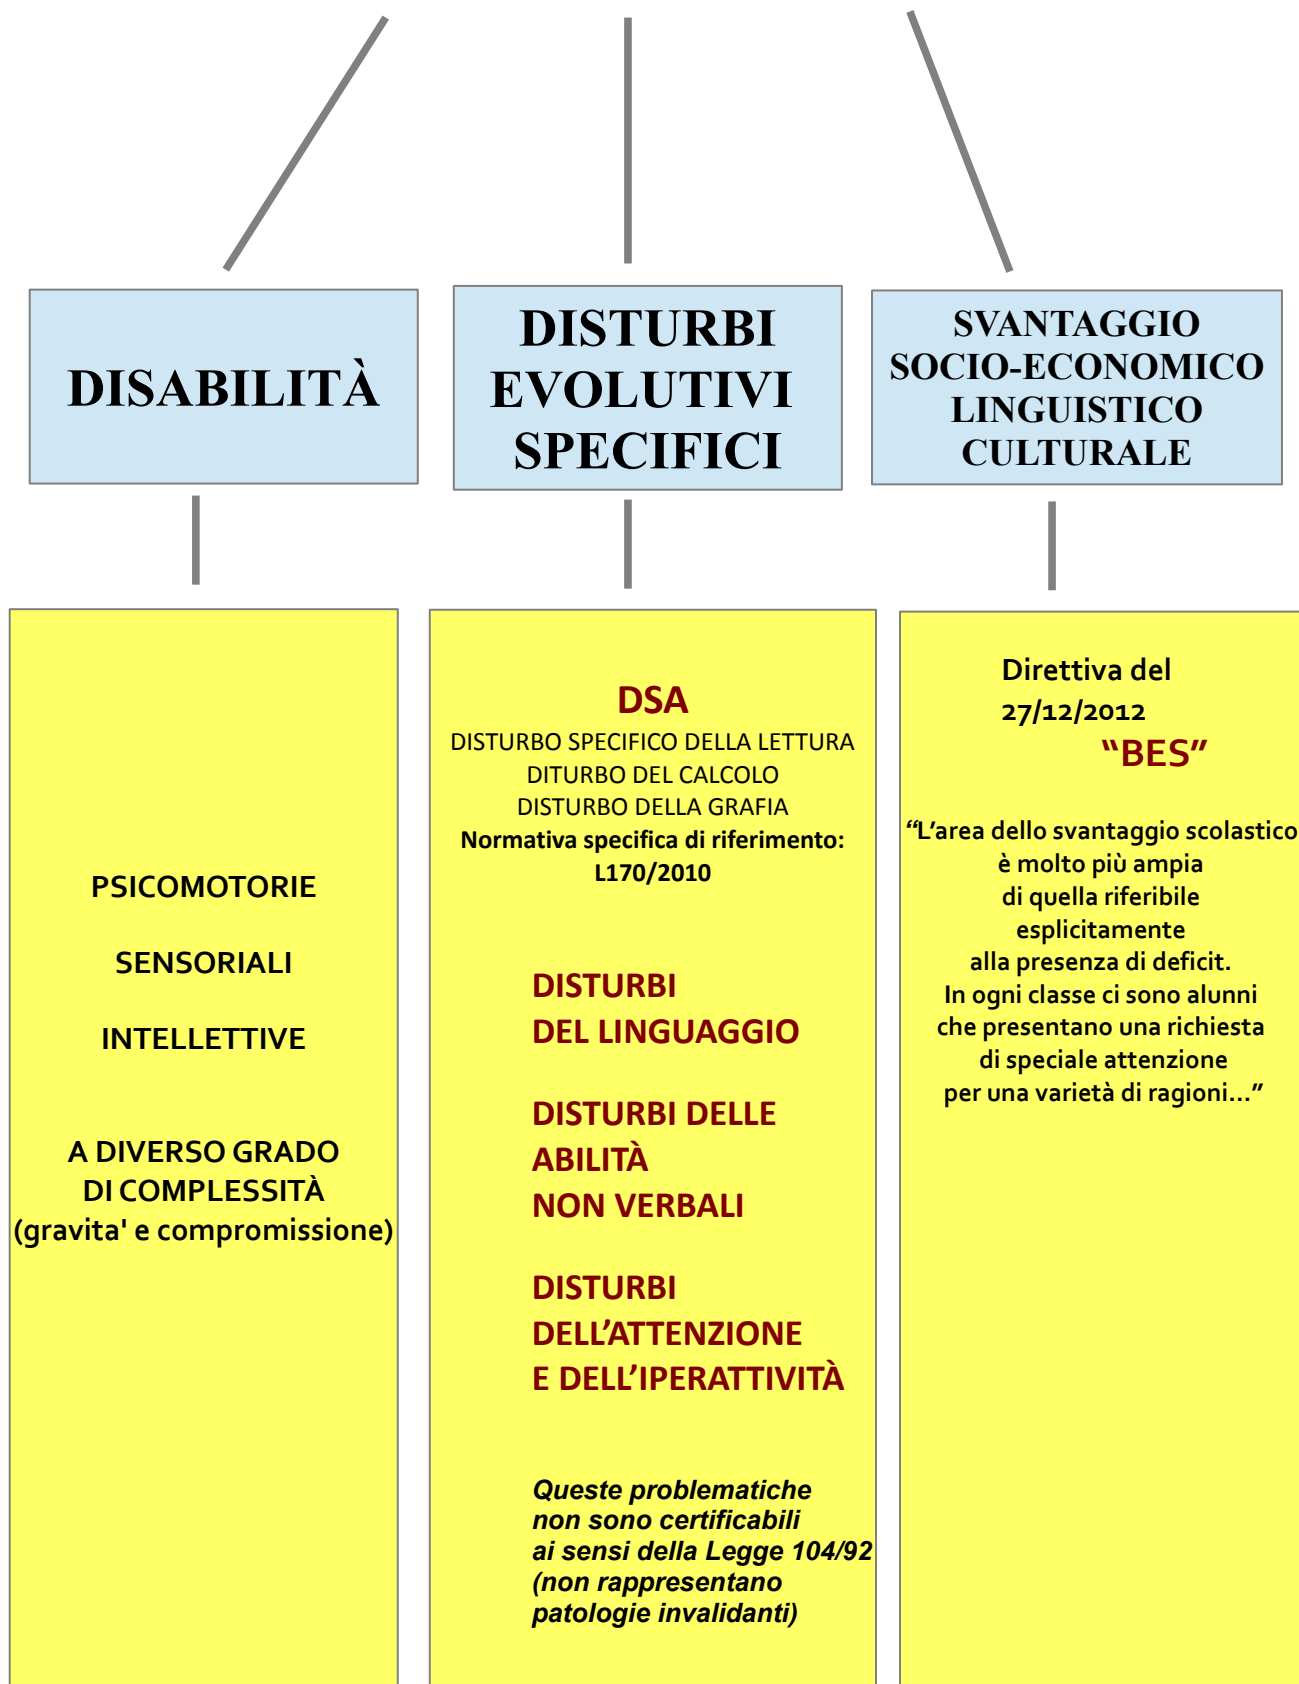 DISABILITÀ
DISTURBI
EVOLUTIVI
SPECIFICI
SVANTAGGIO
SOCIO-ECONOMICO
LINGUISTICO
CULTURALE
PSICOMOTORIE
SENSORIALI
INTELLETTIVE
A DIVERSO GRADO
DI COMPLESSITÀ
(gravita' e compromissione)
DSA
DISTURBO SPECIFICO DELLA LETTURA
DITURBO DEL CALCOLO
DISTURBO DELLA GRAFIA
Normativa specifica di riferimento:
L170/2010
DISTURBI
DEL LINGUAGGIO
DISTURBI DELLE
ABILITÀ
NON VERBALI
DISTURBI
DELL’ATTENZIONE
E DELL’IPERATTIVITÀ
Queste problematiche
non sono certificabili
ai sensi della Legge 104/92
(non rappresentano
patologie invalidanti)
Direttiva del
27/12/2012
“BES”
“L’area dello svantaggio scolastico
è molto più ampia
di quella riferibile
esplicitamente
alla presenza di deficit.
In ogni classe ci sono alunni
che presentano una richiesta
di speciale attenzione
per una varietà di ragioni…”